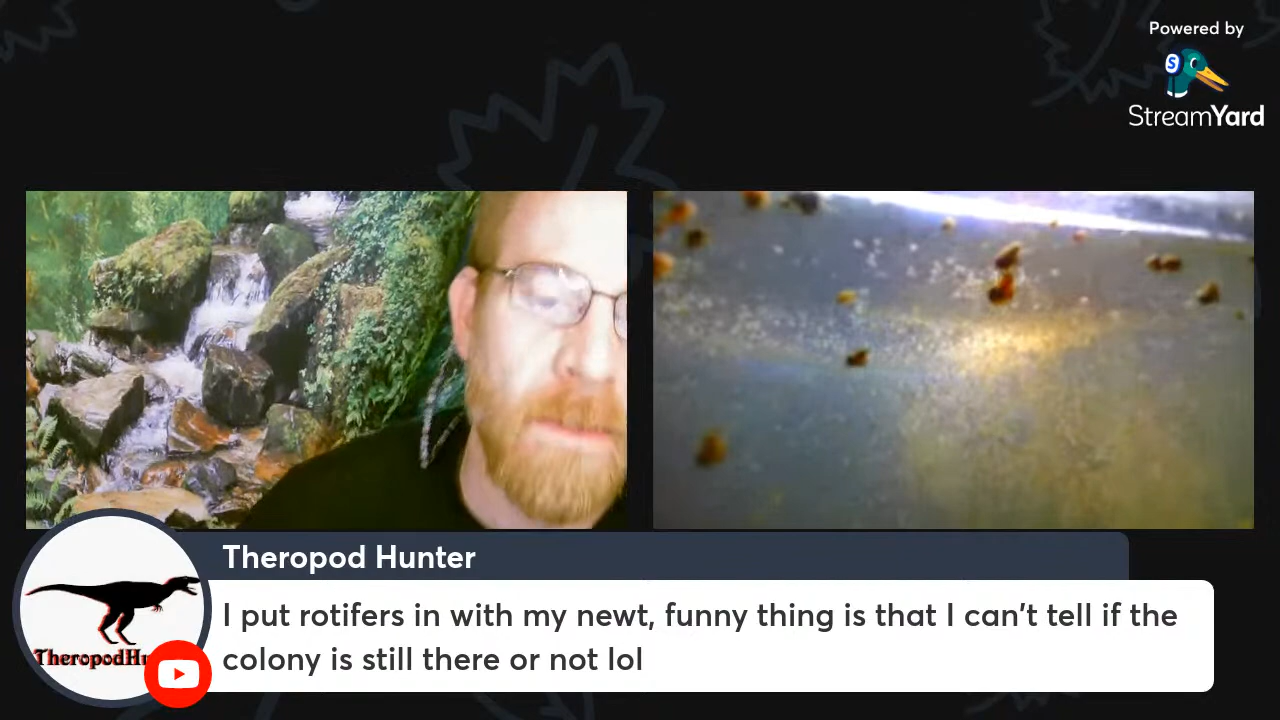 Powered by
S
StreamYard
Theropod Hunter
I put rotifers in with my newt, funny thing is that I can't tell if the
colony is still there or not lol
TheropodHu